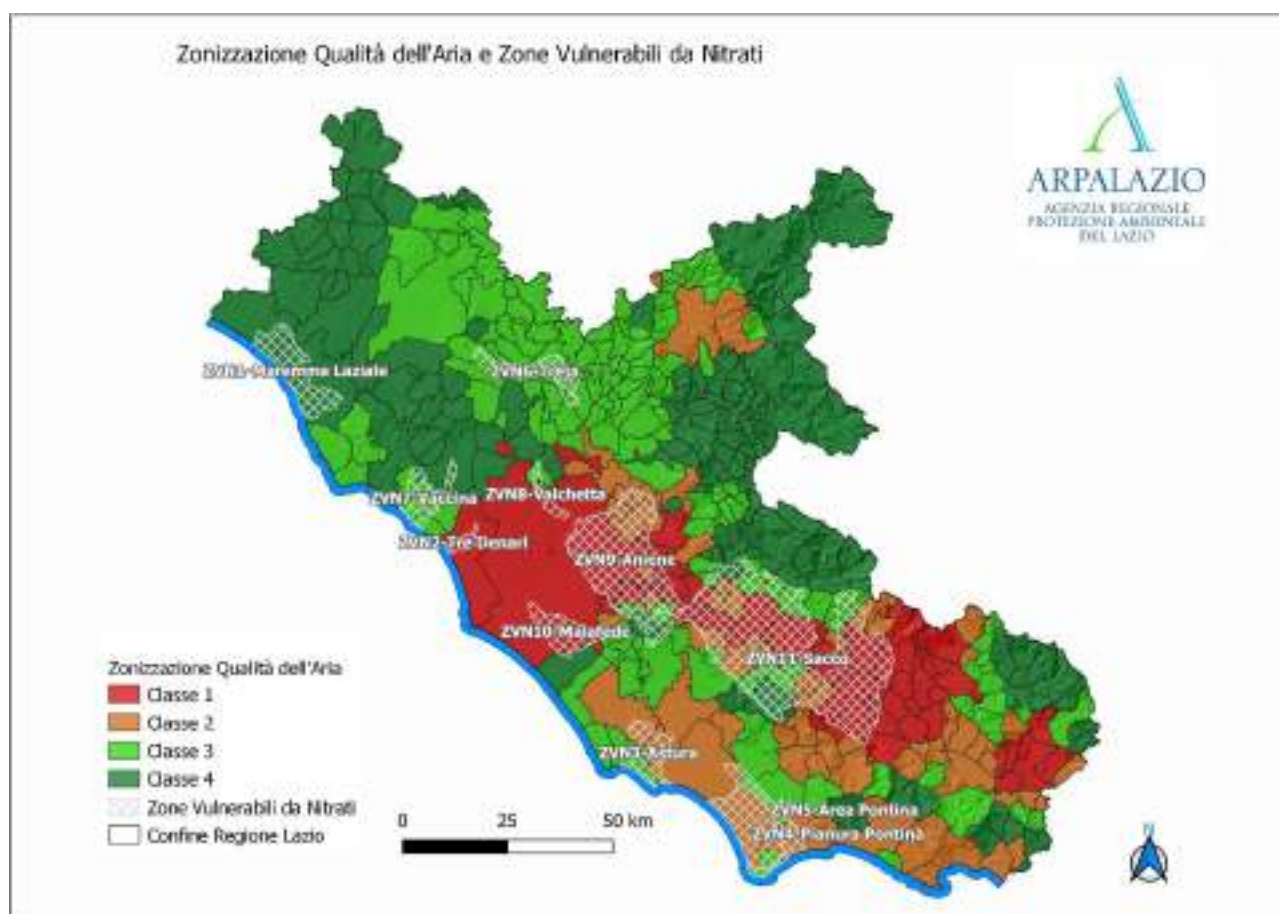 Zonizzazione Qualità dell'Aria e Zone Vulnerabili da Nitrati
ARPALAZIO
AGENZIA REGIONALE
PROTEZIONE AMBIENTALE
DEL LAZIO
ZVN1-Maremma Laziale
ZVN6-Treja
ZVN7-Vaccina
ZVN8-Valchetta
ZVN2-Tre Denari
ZVN9-Aniene
ZVN10-Malafede
ZVN11-Sacco
ZVN3-Astura
ZVN5-Area Pontina
ZVN4-Pianura Pontina
Zonizzazione Qualità dell'Aria
Classe 1
Classe 2
Classe 3
Classe 4
Zone Vulnerabili da Nitrati
Confine Regione Lazio
0 25 50 km
N